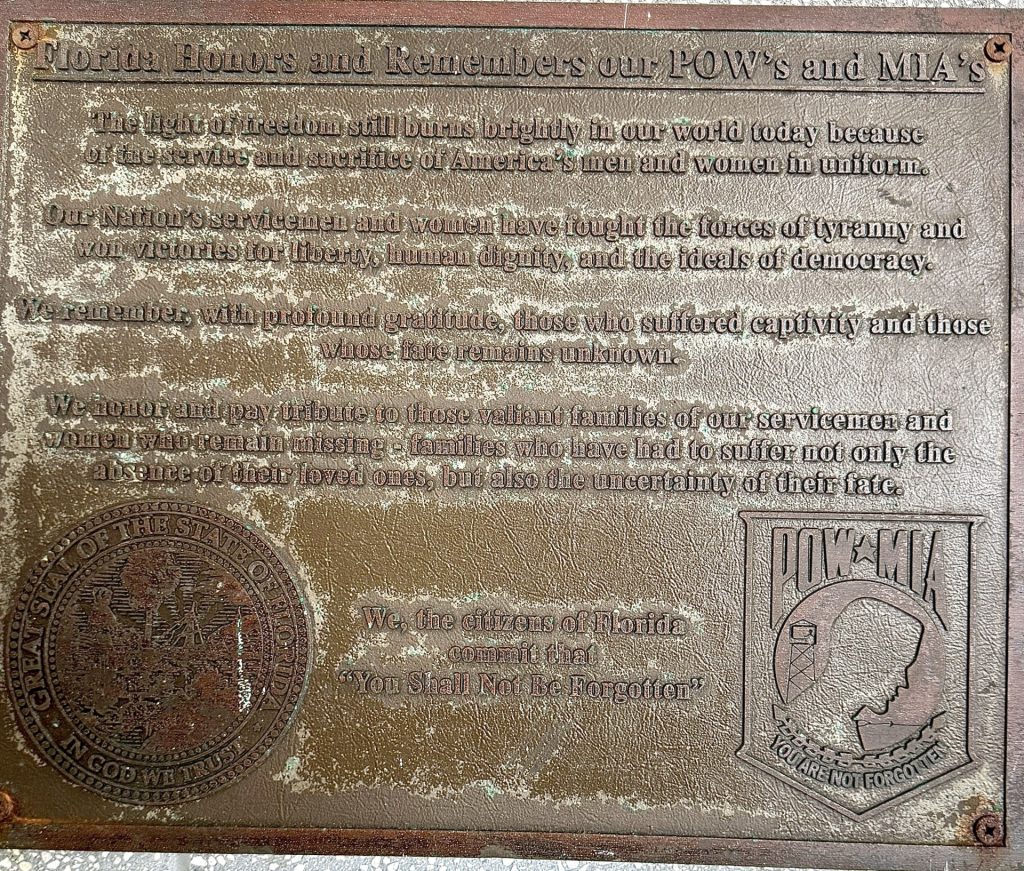 Florida Honors and Remembers our POW's and MIA's
The light of freedom still burns brightly in our world today because
of the service and sacrifice of America's men and women in uniform.
Our Nation's servicemen and women have fought the forces of tyranny and
won victories for liberty, human dignity, and the ideals of democracy.
We remember, with profound gratitude, those who suffered captivity and those
whose fate remains unknown.
We honor and pay tribute to those valiant families of our servicemen and
women who remain missing - families who have had to suffer not only the
absence of their loved ones, but also the uncertainty of their fate.
GREAT SEAL OF THE STATE OF FLORIDA
IN GOD WE TRUST
We, the citizens of Florida
commit that
"You Shall Not Be Forgotten"
POW★MIA
YOU ARE NOT FORGOTTEN